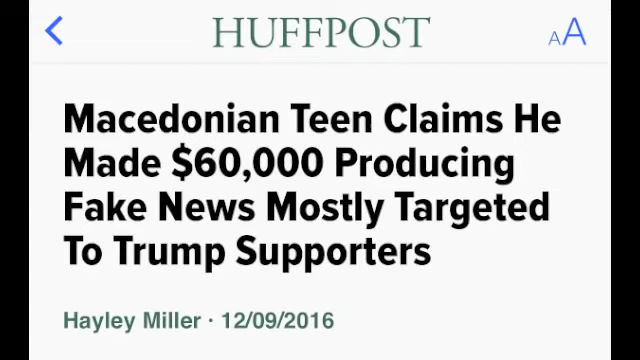 HUFFPOST
AA
Macedonian Teen Claims He
Made $60,000 Producing
Fake News Mostly Targeted
To Trump Supporters
Hayley Miller · 12/09/2016